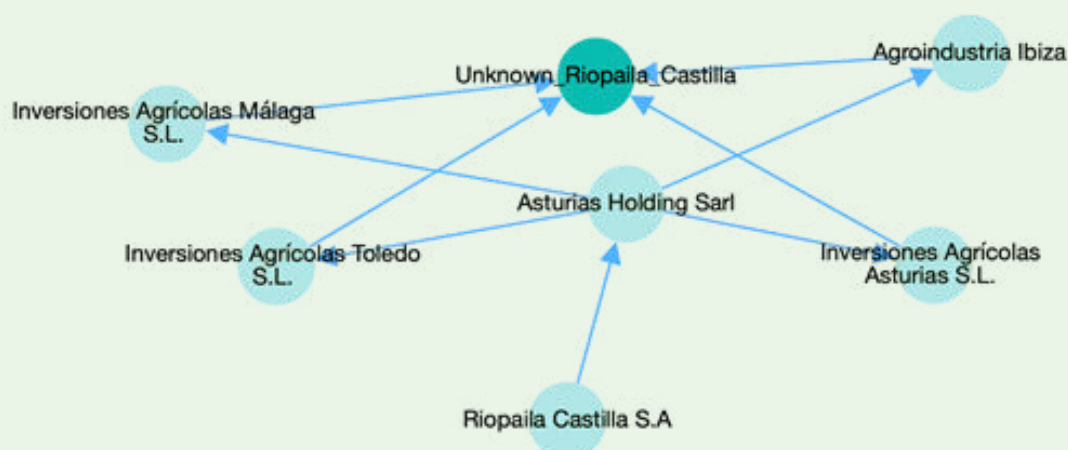 Agroindustria Ibiza
Unknown_Riopaila_Castilla
Inversiones Agrícolas Málaga
S.L.
Asturias Holding Sarl
Inversiones Agrícolas Toledo
S.L.
Inversiones Agrícolas
Asturias S.L.
Riopaila Castilla S.A